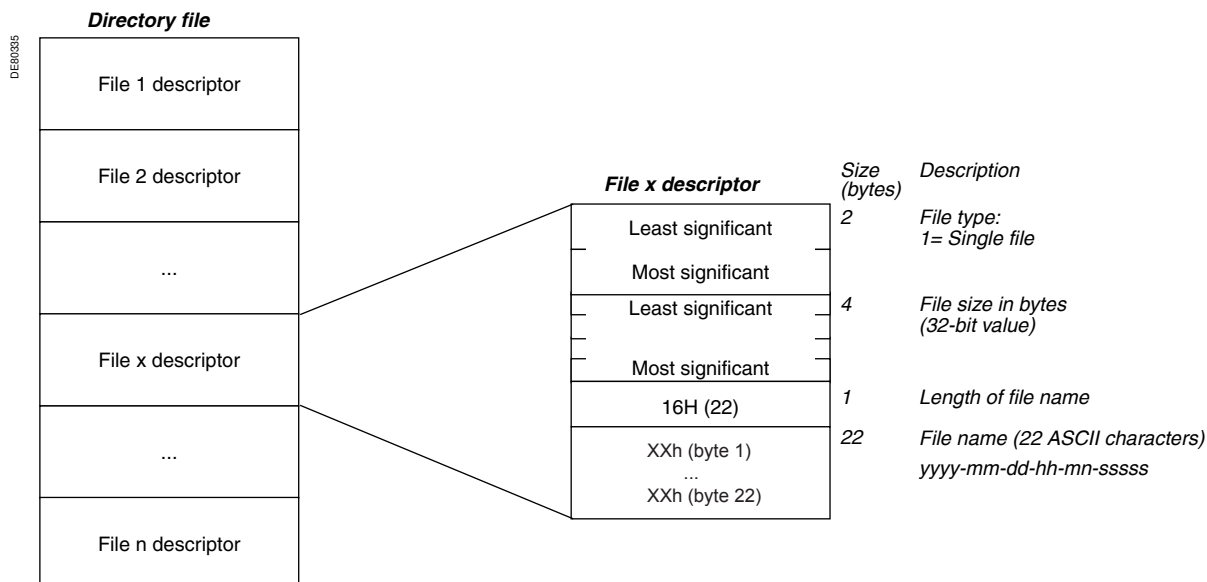 Directory file
DE80335
File 1 descriptor
File 2 descriptor
...
File x descriptor
...
File n descriptor
File x descriptor
Size
(bytes)
Description
Least significant
Most significant
2
File type:
1= Single file
Least significant
Most significant
4
File size in bytes
(32-bit value)
16H (22)
1
Length of file name
XXh (byte 1)
...
XXh (byte 22)
22
File name (22 ASCII characters)
yyyy-mm-dd-hh-mn-sssss